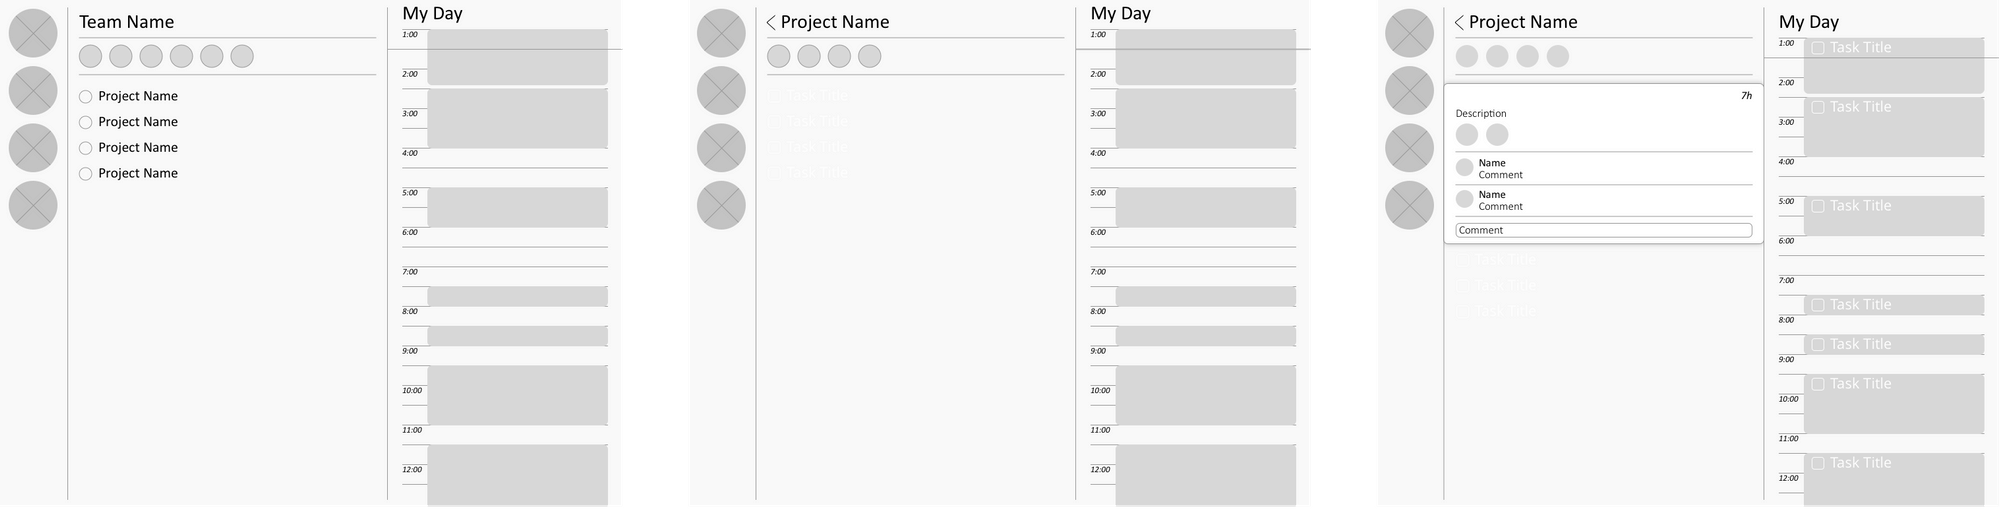 Team Name
Project Name
Project Name
Project Name
Project Name
My Day
1:00
2:00
3:00
4:00
5:00
6:00
7:00
8:00
9:00
10:00
11:00
12:00
Project Name
Task Title
Task Title
Task Title
Task Title
My Day
1:00
2:00
3:00
4:00
5:00
6:00
7:00
8:00
9:00
10:00
11:00
12:00
Project Name
7h
Description
Name
Comment
Name
Comment
Comment
Task Title
Task Title
Task Title
My Day
1:00
Task Title
2:00
Task Title
3:00
4:00
5:00
Task Title
6:00
7:00
Task Title
8:00
Task Title
9:00
Task Title
10:00
11:00
Task Title
12:00